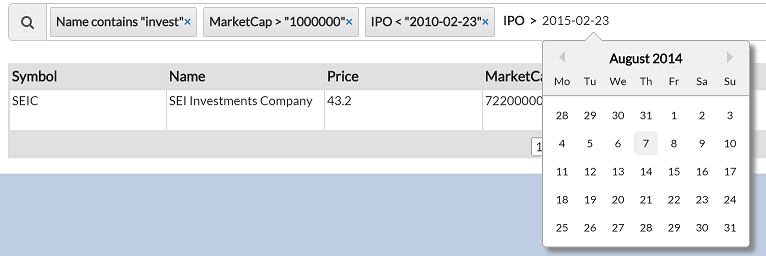 Name contains "invest"× MarketCap > "1000000"× IPO < "2010-02-23"× IPO > 2015-02-23
August 2014
Symbol Name Price MarketCa
Mo Tu We Th Fr Sa Su
SEIC SEI Investments Company 43.2 72200000
28 29 30 31 1 2 3
4 5 6 7 8 9 10
1
11 12 13 14 15 16 17
18 19 20 21 22 23 24
25 26 27 28 29 30 31